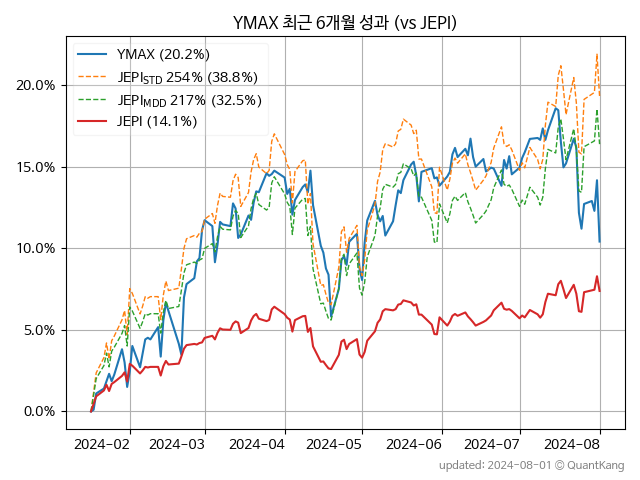 YMAX 최근 6개월 성과 (vs JEPI)
YMAX (20.2%)
JEPI_STD 254% (38.8%)
JEPI_MDD 217% (32.5%)
JEPI (14.1%)
20.0%
15.0%
10.0%
5.0%
0.0%
2024-02 2024-03 2024-04 2024-05 2024-06 2024-07 2024-08
updated: 2024-08-01 © QuantKang